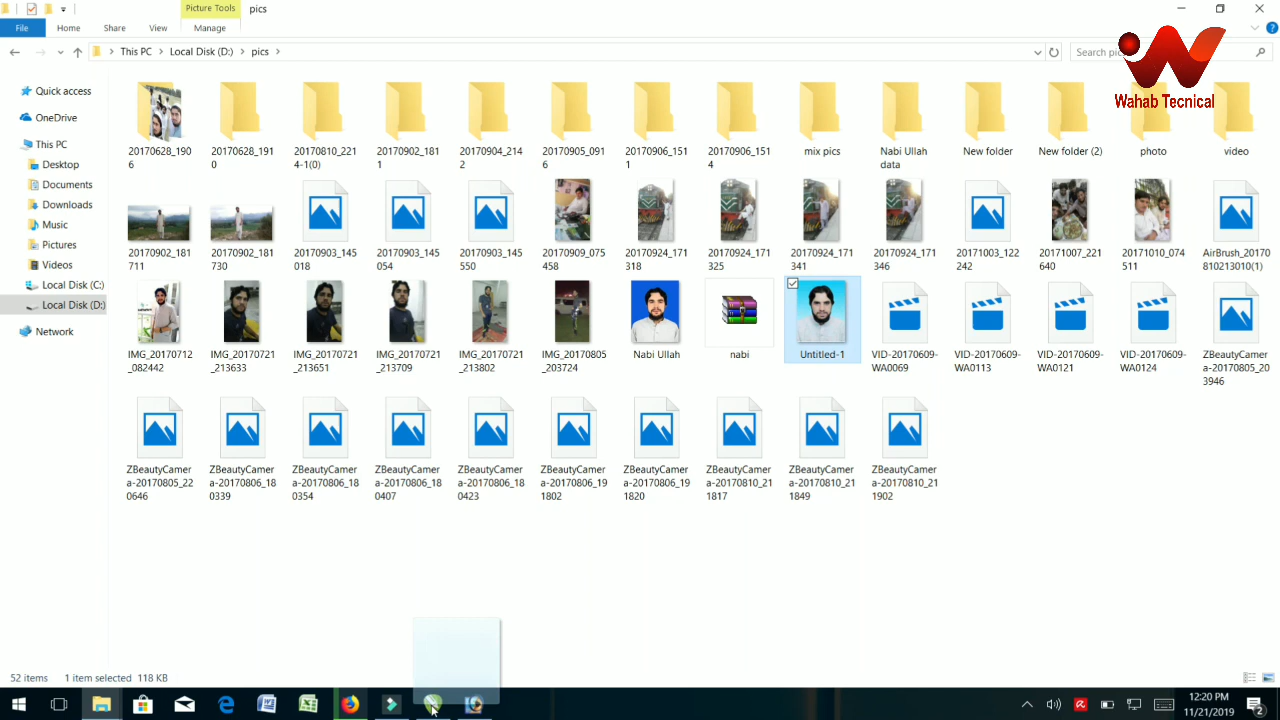 Picture Tools
pics
File
Home
Share
View
Manage
This PC
Local Disk (D:)
pics
Search
Wahab Tecnical
Quick access
OneDrive
This PC
Desktop
Documents
Downloads
Music
Pictures
Videos
Local Disk (C:)
Local Disk (D:)
Network
20170628_1906
20170628_1910
20170810_2214-1(0)
20170902_1811
20170904_2142
20170905_0916
20170906_1511
20170906_1514
mix pics
Nabi Ullah data
New folder
New folder (2)
photo
video
20170902_181711
20170902_181730
20170903_145018
20170903_145054
20170903_145550
20170909_075458
20170924_171318
20170924_171325
20170924_171341
20170924_171346
20171003_122242
20171007_221640
20171010_074511
AirBrush_20170810213010(1)
IMG_20170712_082442
IMG_20170721_213633
IMG_20170721_213651
IMG_20170721_213709
IMG_20170721_213802
IMG_20170805_203724
Nabi Ullah
nabi
Untitled-1
VID-20170609-WA0069
VID-20170609-WA0113
VID-20170609-WA0121
VID-20170609-WA0124
ZBeautyCamera-20170805_203946
ZBeautyCamera-20170805_220646
ZBeautyCamera-20170806_180339
ZBeautyCamera-20170806_180354
ZBeautyCamera-20170806_180407
ZBeautyCamera-20170806_180423
ZBeautyCamera-20170806_191802
ZBeautyCamera-20170806_191820
ZBeautyCamera-20170810_211817
ZBeautyCamera-20170810_211849
ZBeautyCamera-20170810_211902
52 items
1 item selected 118 KB
12:20 PM
11/21/2019
2